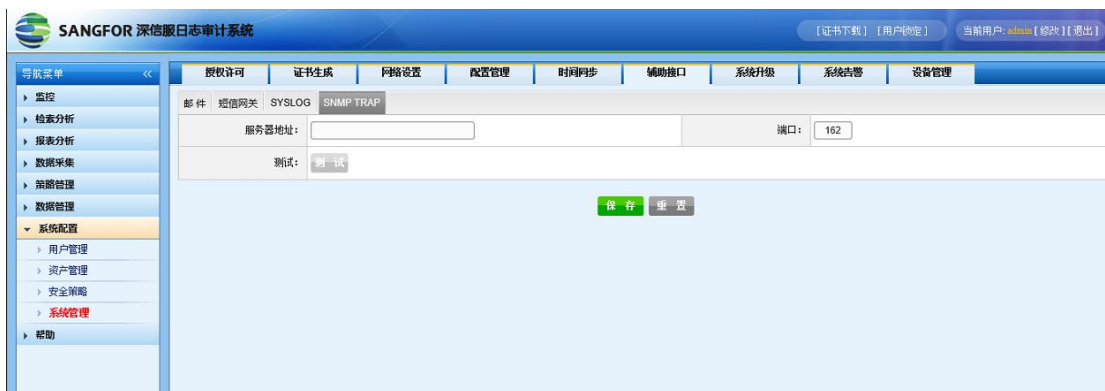 SANGFOR 深信服日志审计系统
[证书下载] [用户锁定] 当前用户: admin [修改] [退出]
导航菜单 «
授权许可 证书生成 网络设置 配置管理 时间同步 辅助接口 系统升级 系统告警 设备管理
监控
检索分析
报表分析
数据采集
策略管理
数据管理
系统配置
用户管理
资产管理
安全策略
系统管理
帮助
邮件 短信网关 SYSLOG SNMP TRAP
服务器地址: 端口: 162
测试: 测 试
保 存 重 置